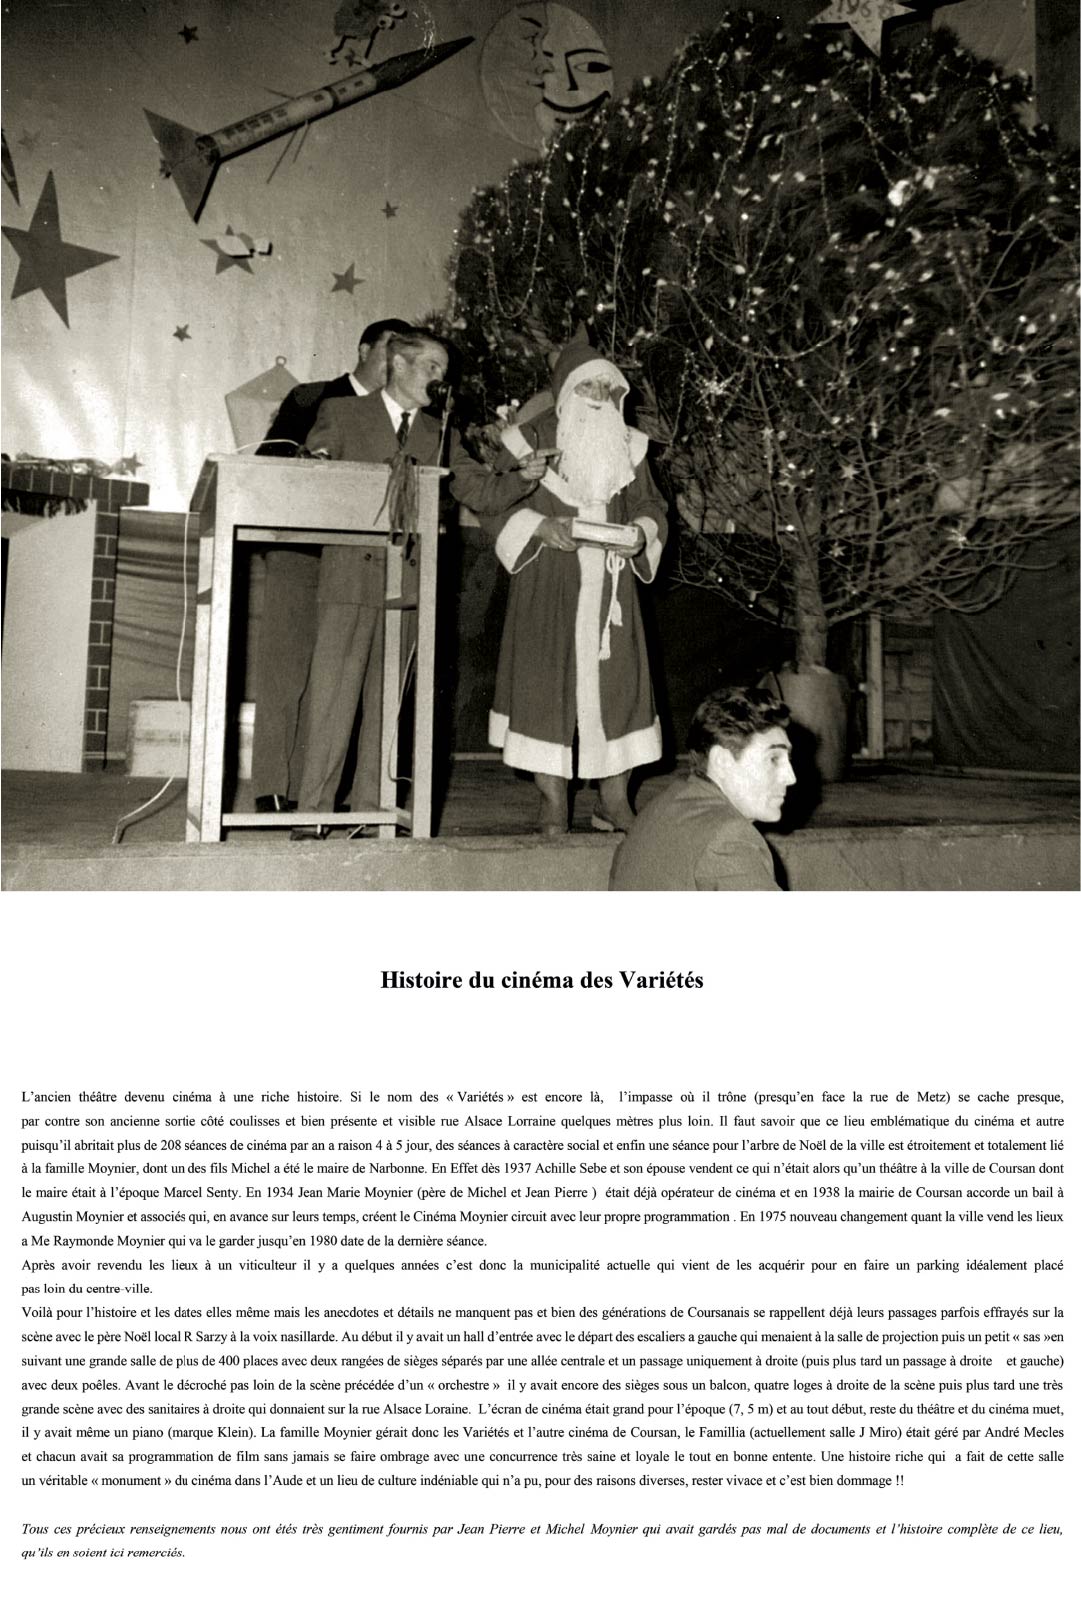 196
Histoire du cinéma des Variétés
L’ancien théâtre devenu cinéma à une riche histoire. Si le nom des « Variétés » est encore là, l’impasse où il trône (presqu’en face la rue de Metz) se cache presque,
par contre son ancienne sortie côté coulisses et bien présente et visible rue Alsace Lorraine quelques mètres plus loin. Il faut savoir que ce lieu emblématique du cinéma et autre
puisqu’il abritait plus de 208 séances de cinéma par an a raison 4 à 5 jour, des séances à caractère social et enfin une séance pour l’arbre de Noël de la ville est étroitement et totalement lié
à la famille Moynier, dont un des fils Michel a été le maire de Narbonne. En Effet dès 1937 Achille Sebe et son épouse vendent ce qui n’était alors qu’un théâtre à la ville de Coursan dont
le maire était à l’époque Marcel Senty. En 1934 Jean Marie Moynier (père de Michel et Jean Pierre ) était déjà opérateur de cinéma et en 1938 la mairie de Coursan accorde un bail à
Augustin Moynier et associés qui, en avance sur leurs temps, créent le Cinéma Moynier circuit avec leur propre programmation . En 1975 nouveau changement quant la ville vend les lieux
a Me Raymonde Moynier qui va le garder jusqu’en 1980 date de la dernière séance.
Après avoir revendu les lieux à un viticulteur il y a quelques années c’est donc la municipalité actuelle qui vient de les acquérir pour en faire un parking idéalement placé
pas loin du centre-ville.
Voilà pour l’histoire et les dates elles même mais les anecdotes et détails ne manquent pas et bien des générations de Coursanais se rappellent déjà leurs passages parfois effrayés sur la
scène avec le père Noël local R Sarzy à la voix nasillarde. Au début il y avait un hall d’entrée avec le départ des escaliers a gauche qui menaient à la salle de projection puis un petit « sas »en
suivant une grande salle de plus de 400 places avec deux rangées de sièges séparés par une allée centrale et un passage uniquement à droite (puis plus tard un passage à droite et gauche)
avec deux poêles. Avant le décroché pas loin de la scène précédée d’un « orchestre » il y avait encore des sièges sous un balcon, quatre loges à droite de la scène puis plus tard une très
grande scène avec des sanitaires à droite qui donnaient sur la rue Alsace Loraine. L’écran de cinéma était grand pour l’époque (7, 5 m) et au tout début, reste du théâtre et du cinéma muet,
il y avait même un piano (marque Klein). La famille Moynier gérait donc les Variétés et l’autre cinéma de Coursan, le Famillia (actuellement salle J Miro) était géré par André Mecles
et chacun avait sa programmation de film sans jamais se faire ombrage avec une concurrence très saine et loyale le tout en bonne entente. Une histoire riche qui a fait de cette salle
un véritable « monument » du cinéma dans l’Aude et un lieu de culture indéniable qui n’a pu, pour des raisons diverses, rester vivace et c’est bien dommage !!
Tous ces précieux renseignements nous ont étés très gentiment fournis par Jean Pierre et Michel Moynier qui avait gardés pas mal de documents et l’histoire complète de ce lieu,
qu’ils en soient ici remerciés.